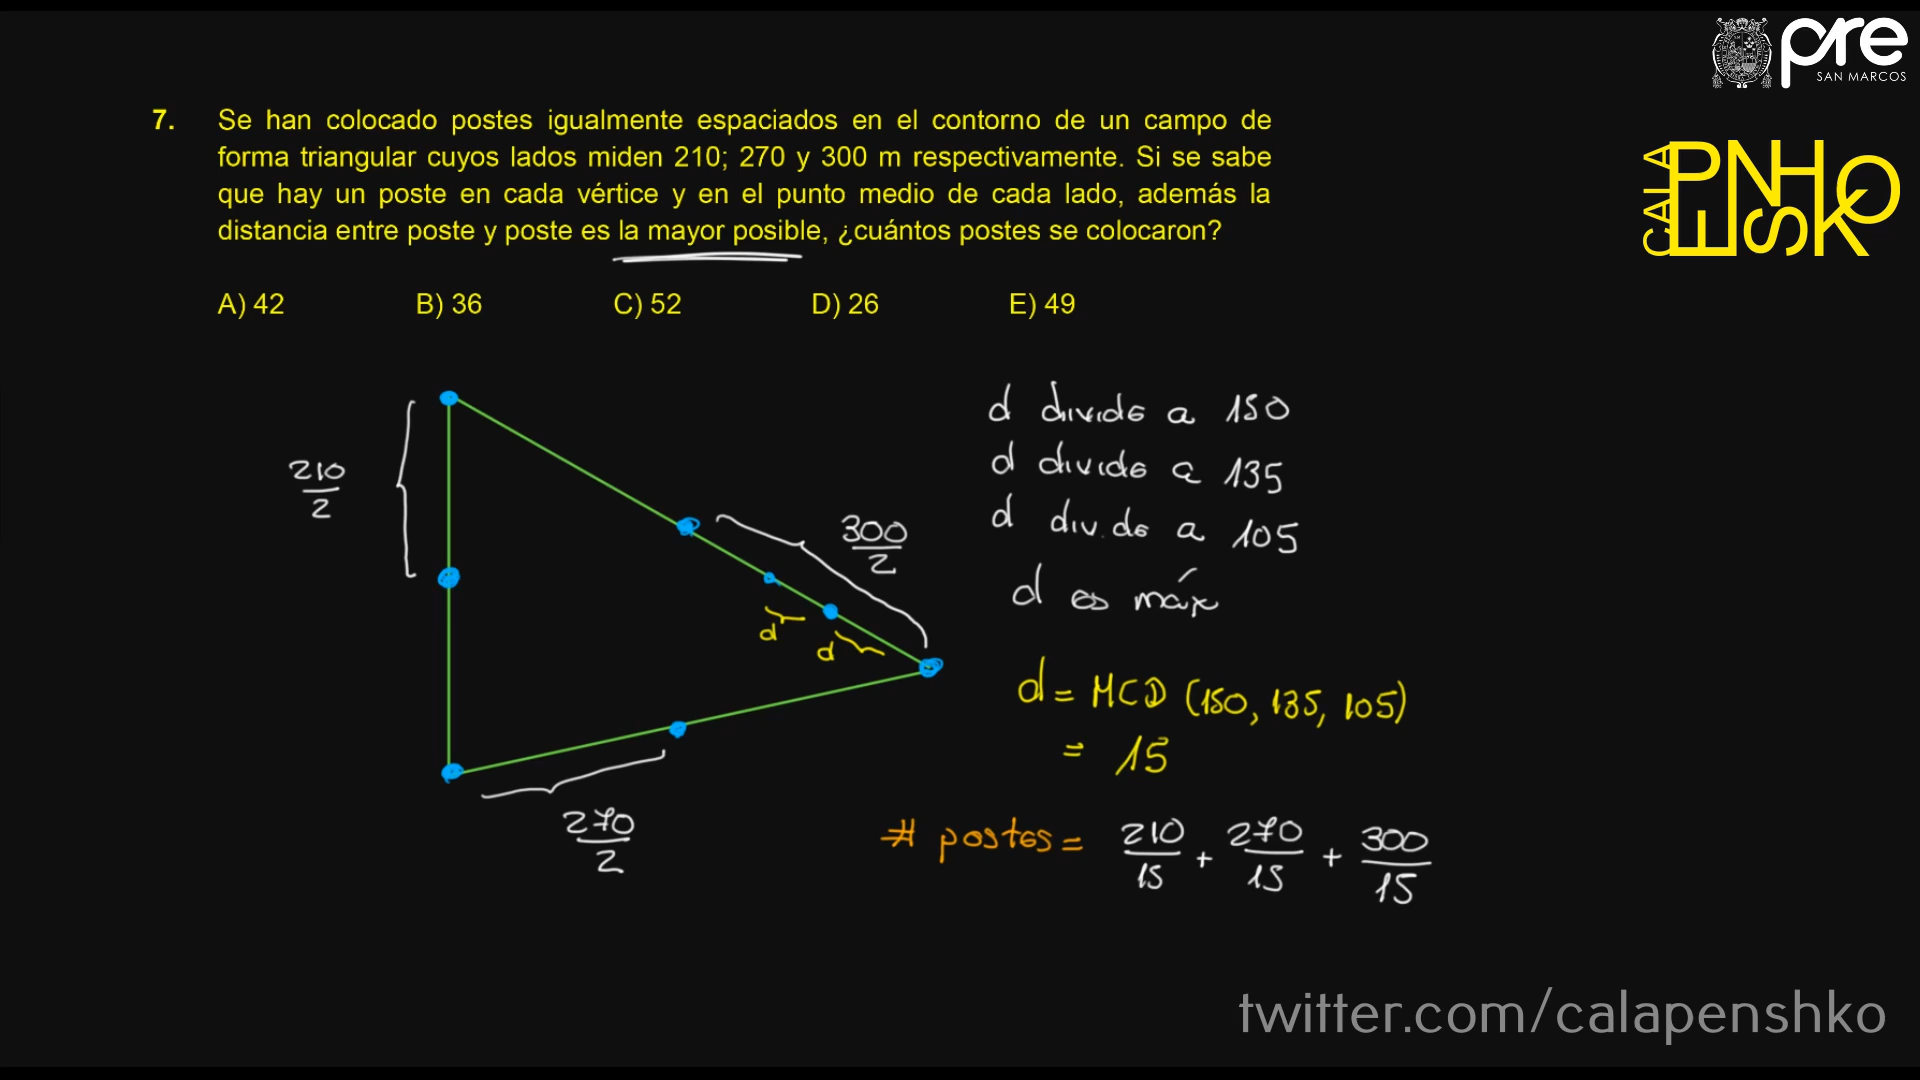 pre
SAN MARCOS
CALA
PENSHKO
7. Se han colocado postes igualmente espaciados en el contorno de un campo de
forma triangular cuyos lados miden 210; 270 y 300 m respectivamente. Si se sabe
que hay un poste en cada vértice y en el punto medio de cada lado, además la
distancia entre poste y poste es la mayor posible, ¿cuántos postes se colocaron?
A) 42 B) 36 C) 52 D) 26 E) 49
210/2
300/2
d
d
270/2
d divide a 150
d divide a 135
d divide a 105
d es máx
d = MCD (150, 135, 105)
= 15
# postes = 210/15 + 270/15 + 300/15
twitter.com/calapenshko